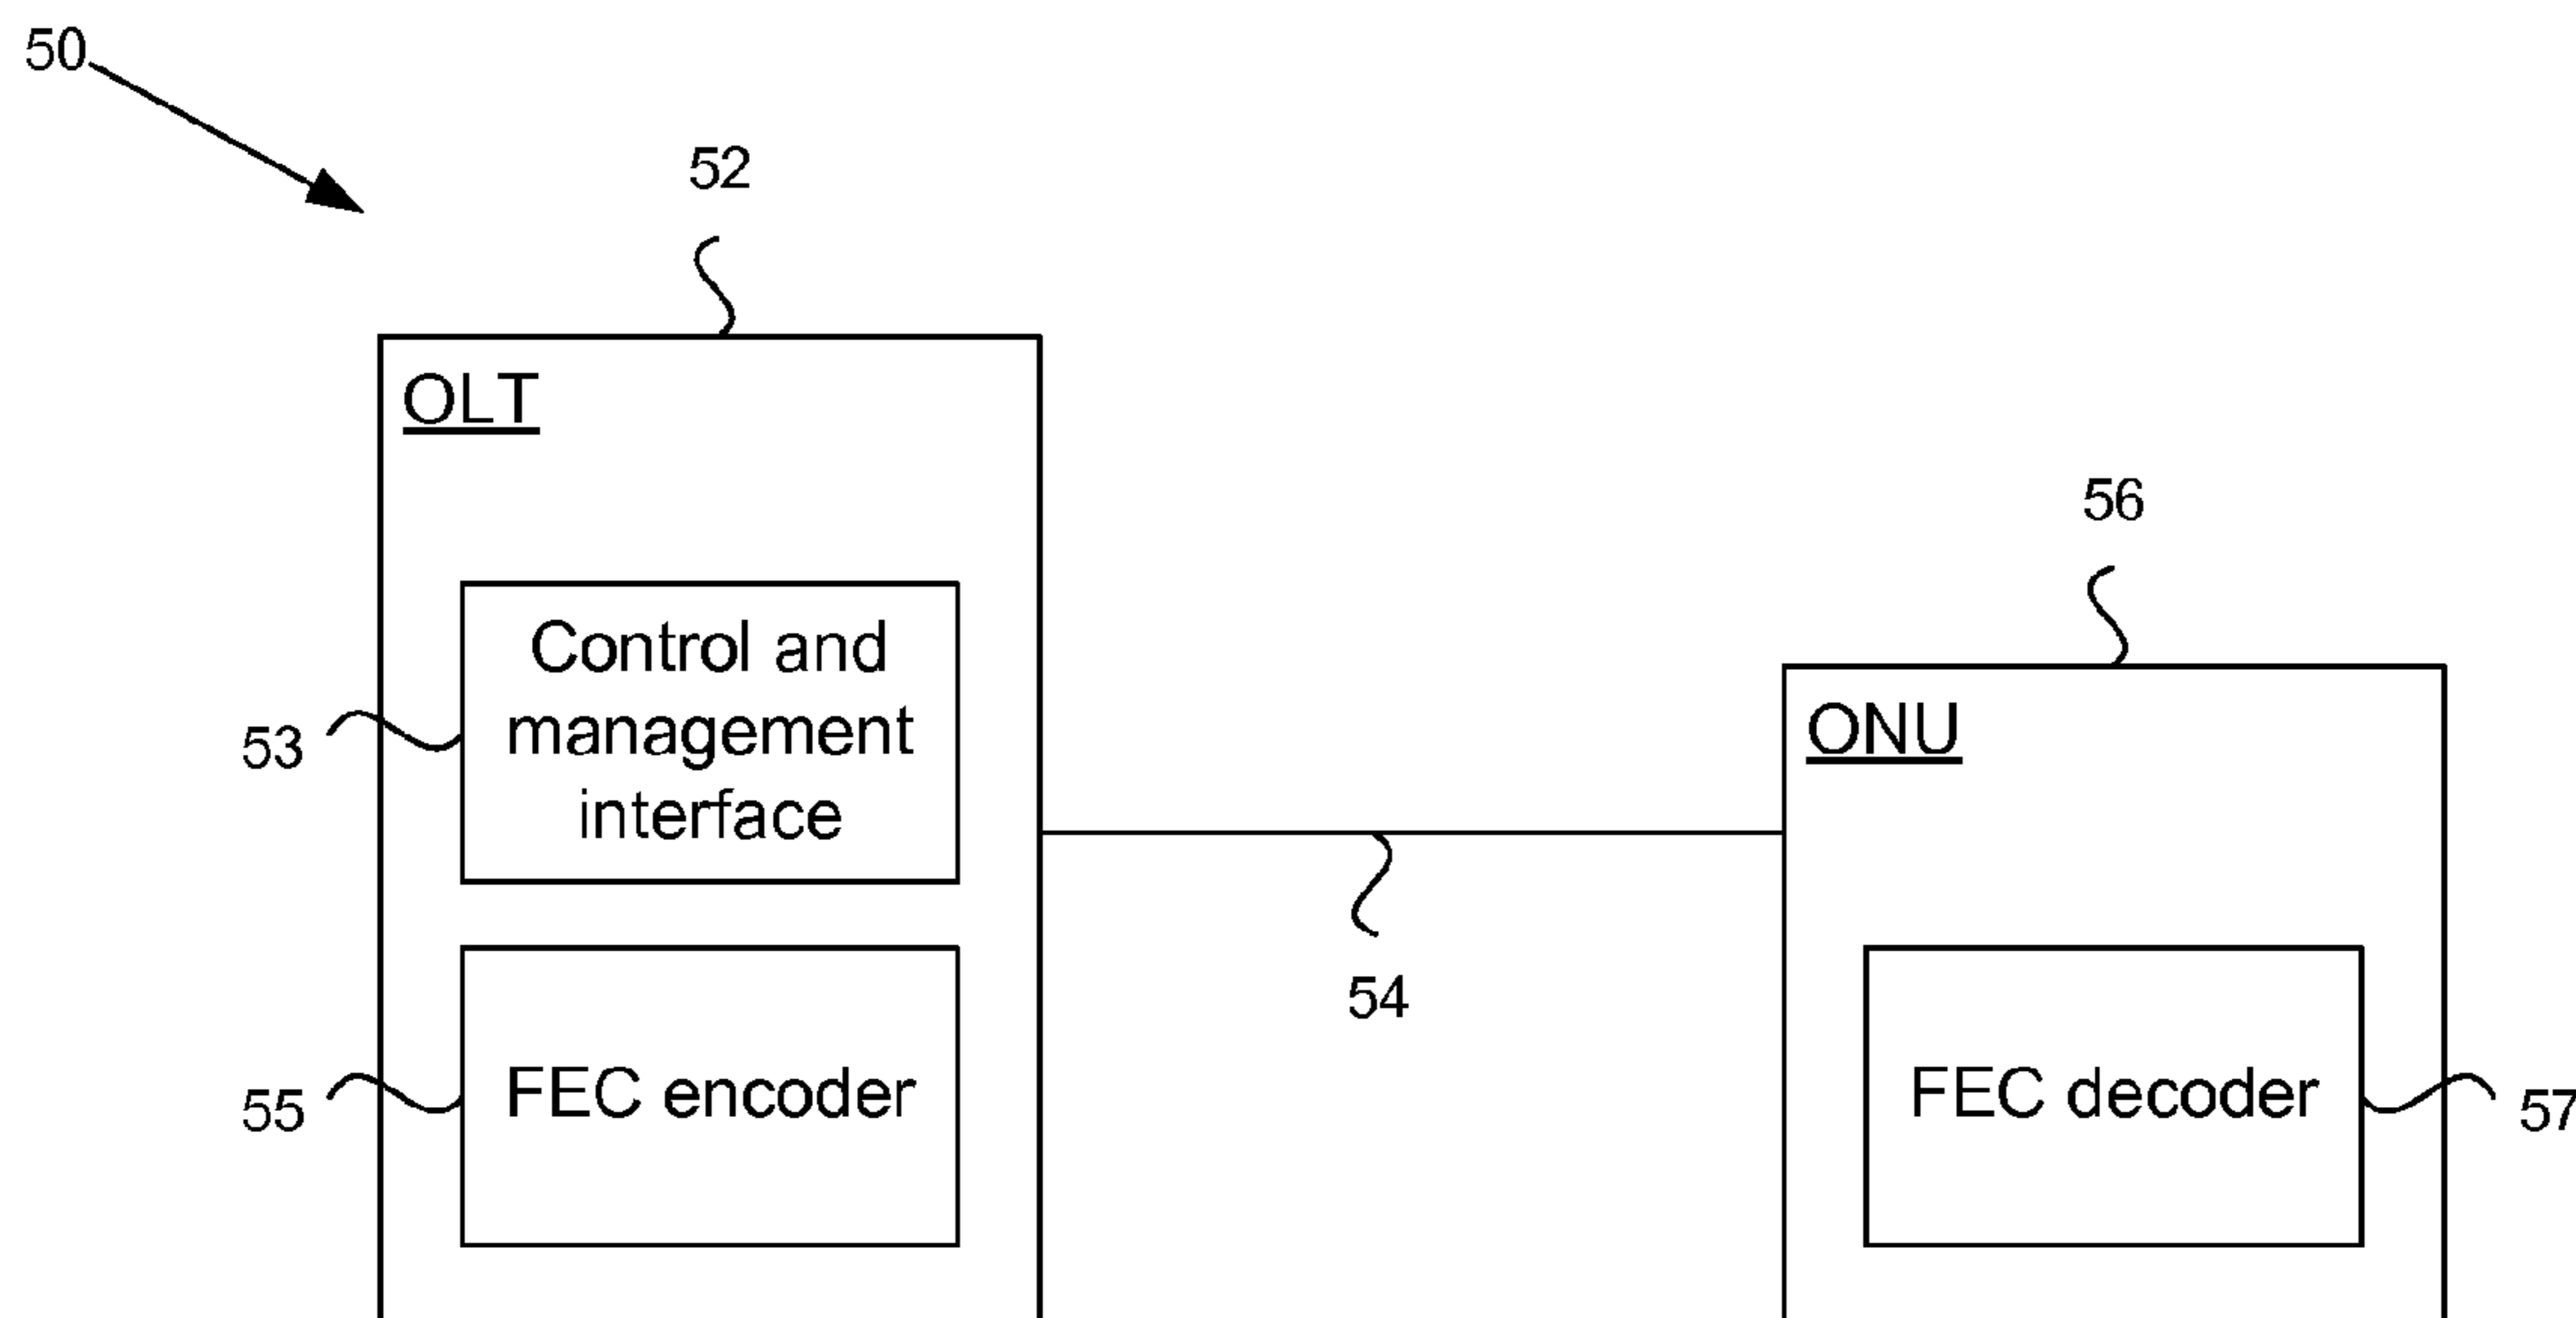 50
52
OLT
56
Control and
management
interface
53
ONU
54
FEC encoder
55
FEC decoder
57